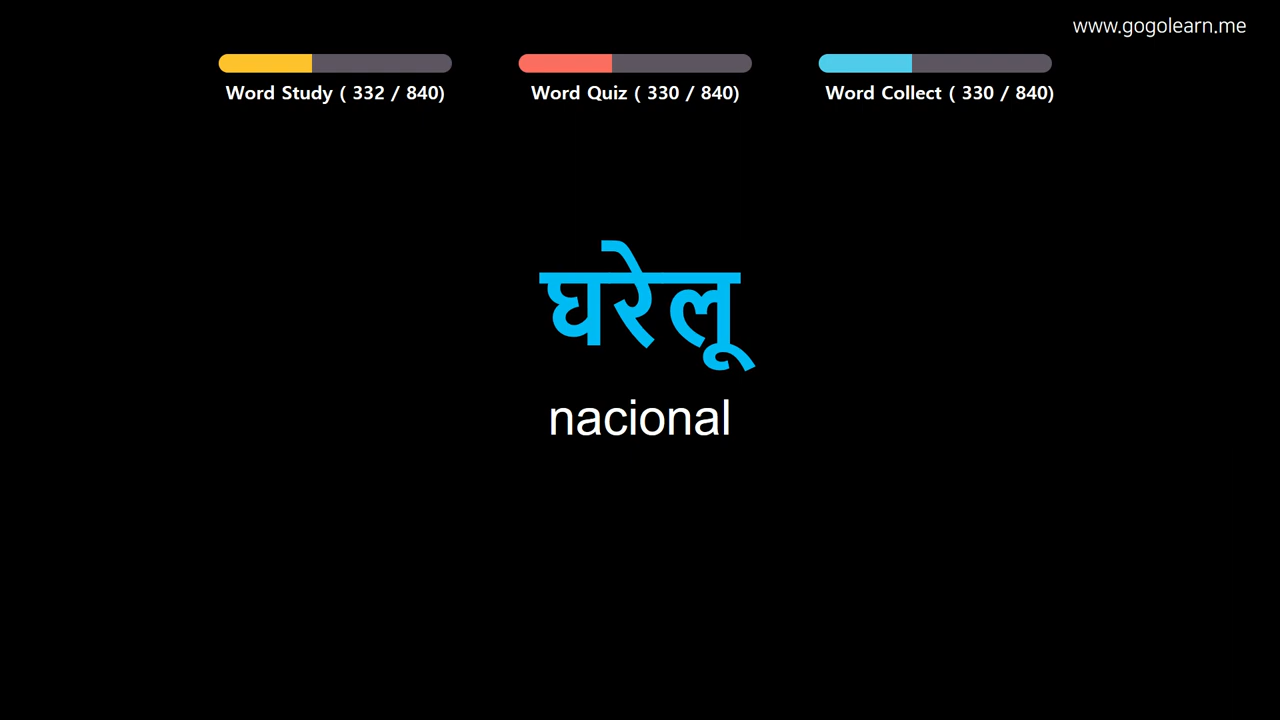 www.gogolearn.me
Word Study ( 332 / 840)
Word Quiz ( 330 / 840)
Word Collect ( 330 / 840)
घरेलू
nacional